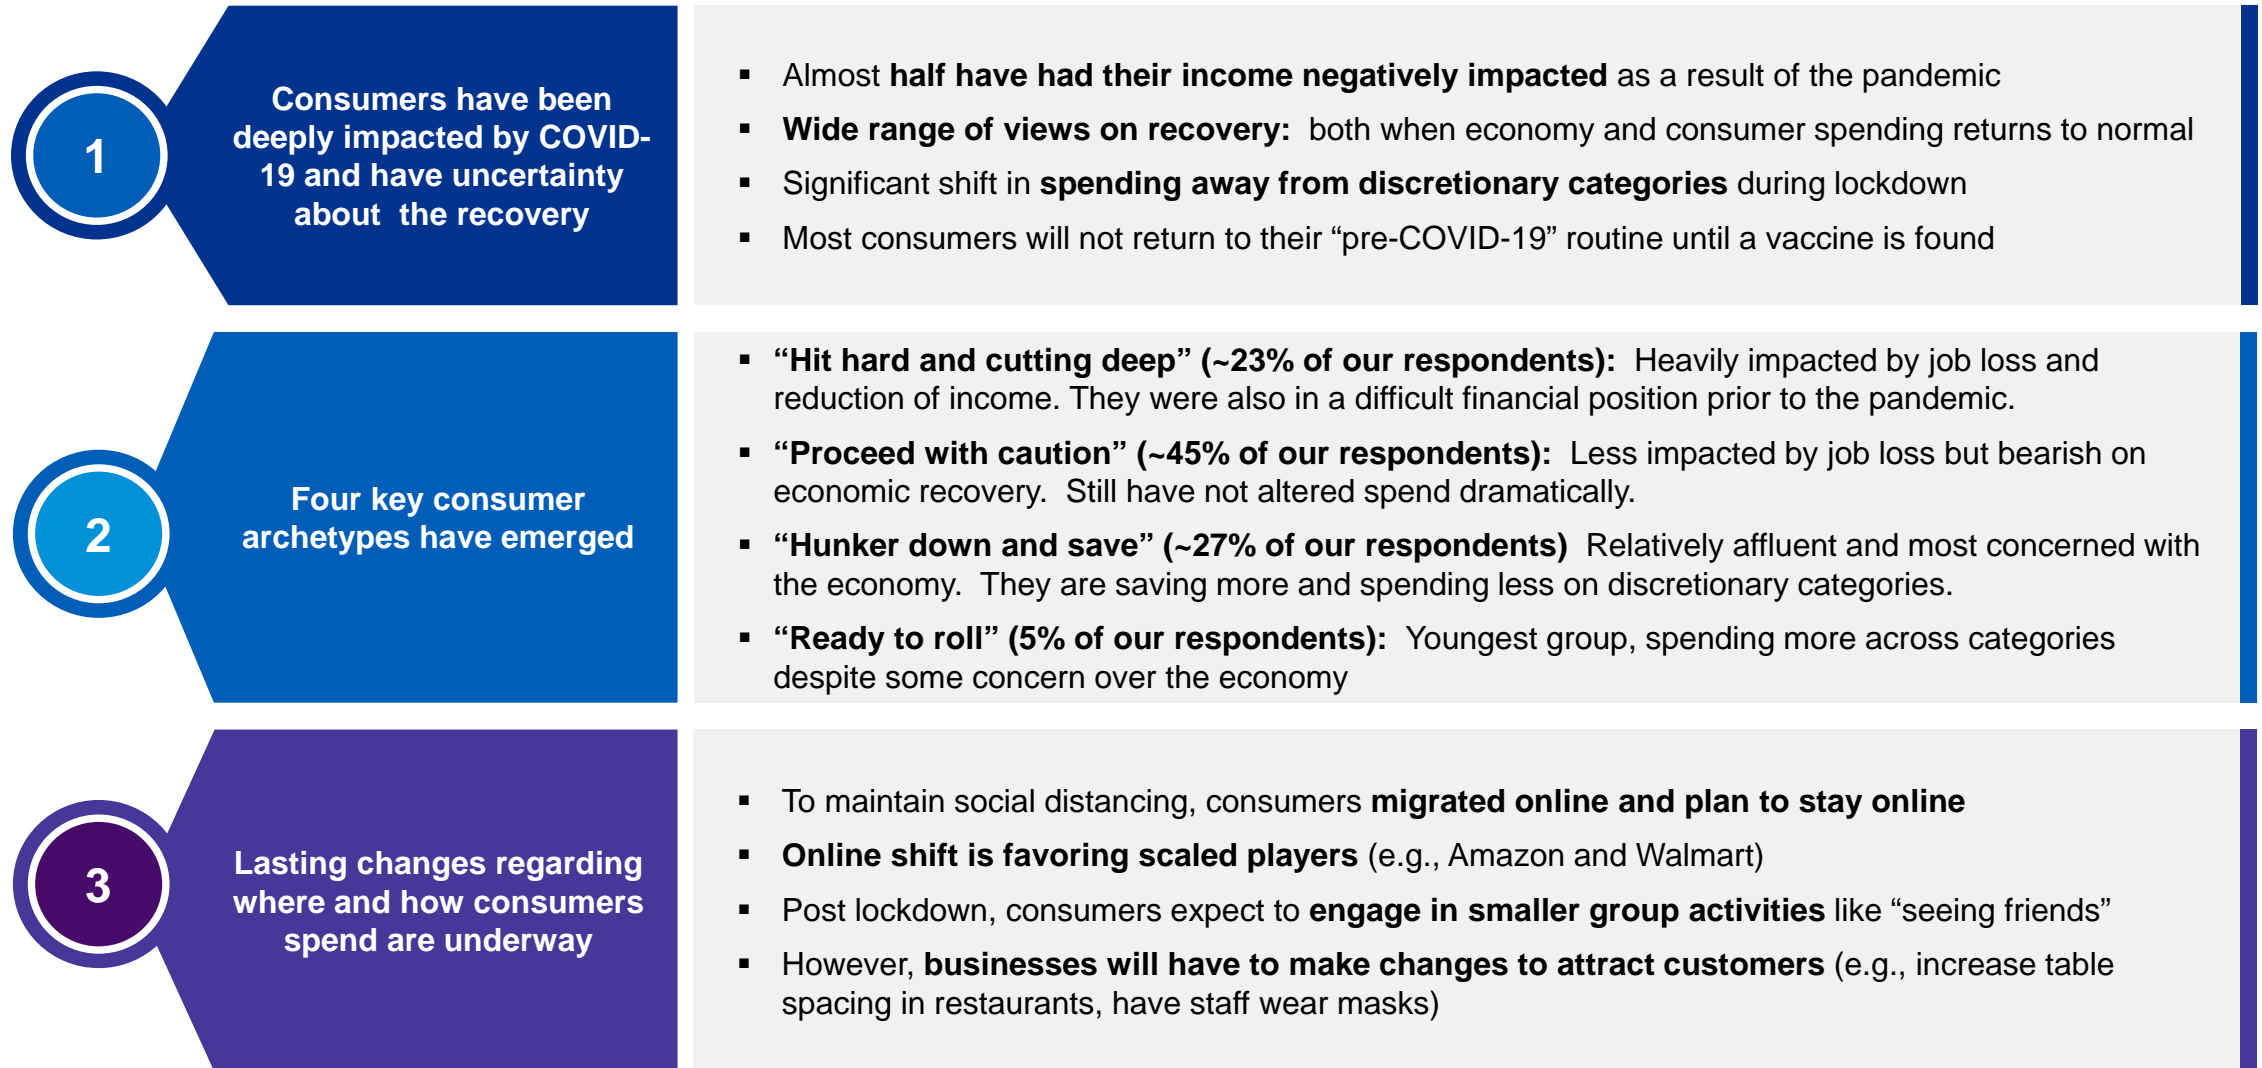 1
Consumers have been
deeply impacted by COVID-
19 and have uncertainty
about  the recovery
▪ Almost half have had their income negatively impacted as a result of the pandemic
▪ Wide range of views on recovery:  both when economy and consumer spending returns to normal
▪ Significant shift in spending away from discretionary categories during lockdown
▪ Most consumers will not return to their “pre-COVID-19” routine until a vaccine is found
2
Four key consumer
archetypes have emerged
▪ “Hit hard and cutting deep” (~23% of our respondents):  Heavily impacted by job loss and
reduction of income. They were also in a difficult financial position prior to the pandemic.
▪ “Proceed with caution” (~45% of our respondents):  Less impacted by job loss but bearish on
economic recovery.  Still have not altered spend dramatically.
▪ “Hunker down and save” (~27% of our respondents)  Relatively affluent and most concerned with
the economy.  They are saving more and spending less on discretionary categories.
▪ “Ready to roll” (5% of our respondents):  Youngest group, spending more across categories
despite some concern over the economy
3
Lasting changes regarding
where and how consumers
spend are underway
▪ To maintain social distancing, consumers migrated online and plan to stay online
▪ Online shift is favoring scaled players (e.g., Amazon and Walmart)
▪ Post lockdown, consumers expect to engage in smaller group activities like “seeing friends”
▪ However, businesses will have to make changes to attract customers (e.g., increase table
spacing in restaurants, have staff wear masks)